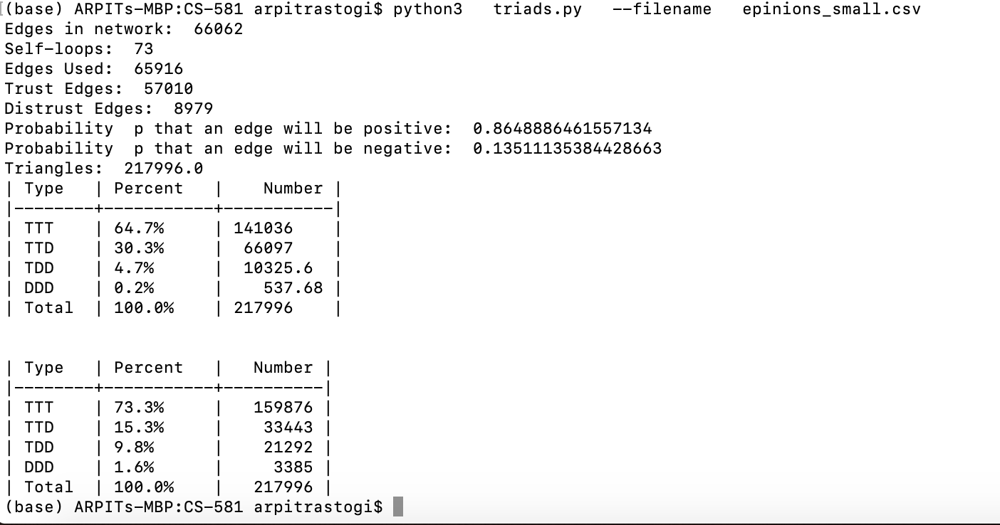 (base) ARPITs-MBP:CS-581 arpitrastogi$ python3   triads.py   --filename   epinions_small.csv
Edges in network:  66062
Self-loops:  73
Edges Used:  65916
Trust Edges:  57010
Distrust Edges:  8979
Probability  p that an edge will be positive:  0.8648886461557134
Probability  p that an edge will be negative:  0.13511135384428663
Triangles:  217996.0
| Type   | Percent   |    Number |
|--------+-----------+-----------|
| TTT    | 64.7%     | 141036    |
| TTD    | 30.3%     |  66097    |
| TDD    | 4.7%      |  10325.6  |
| DDD    | 0.2%      |    537.68 |
| Total  | 100.0%    | 217996    |
| Type   | Percent   |   Number |
|--------+-----------+----------|
| TTT    | 73.3%     |   159876 |
| TTD    | 15.3%     |    33443 |
| TDD    | 9.8%      |    21292 |
| DDD    | 1.6%      |     3385 |
| Total  | 100.0%    |   217996 |
(base) ARPITs-MBP:CS-581 arpitrastogi$